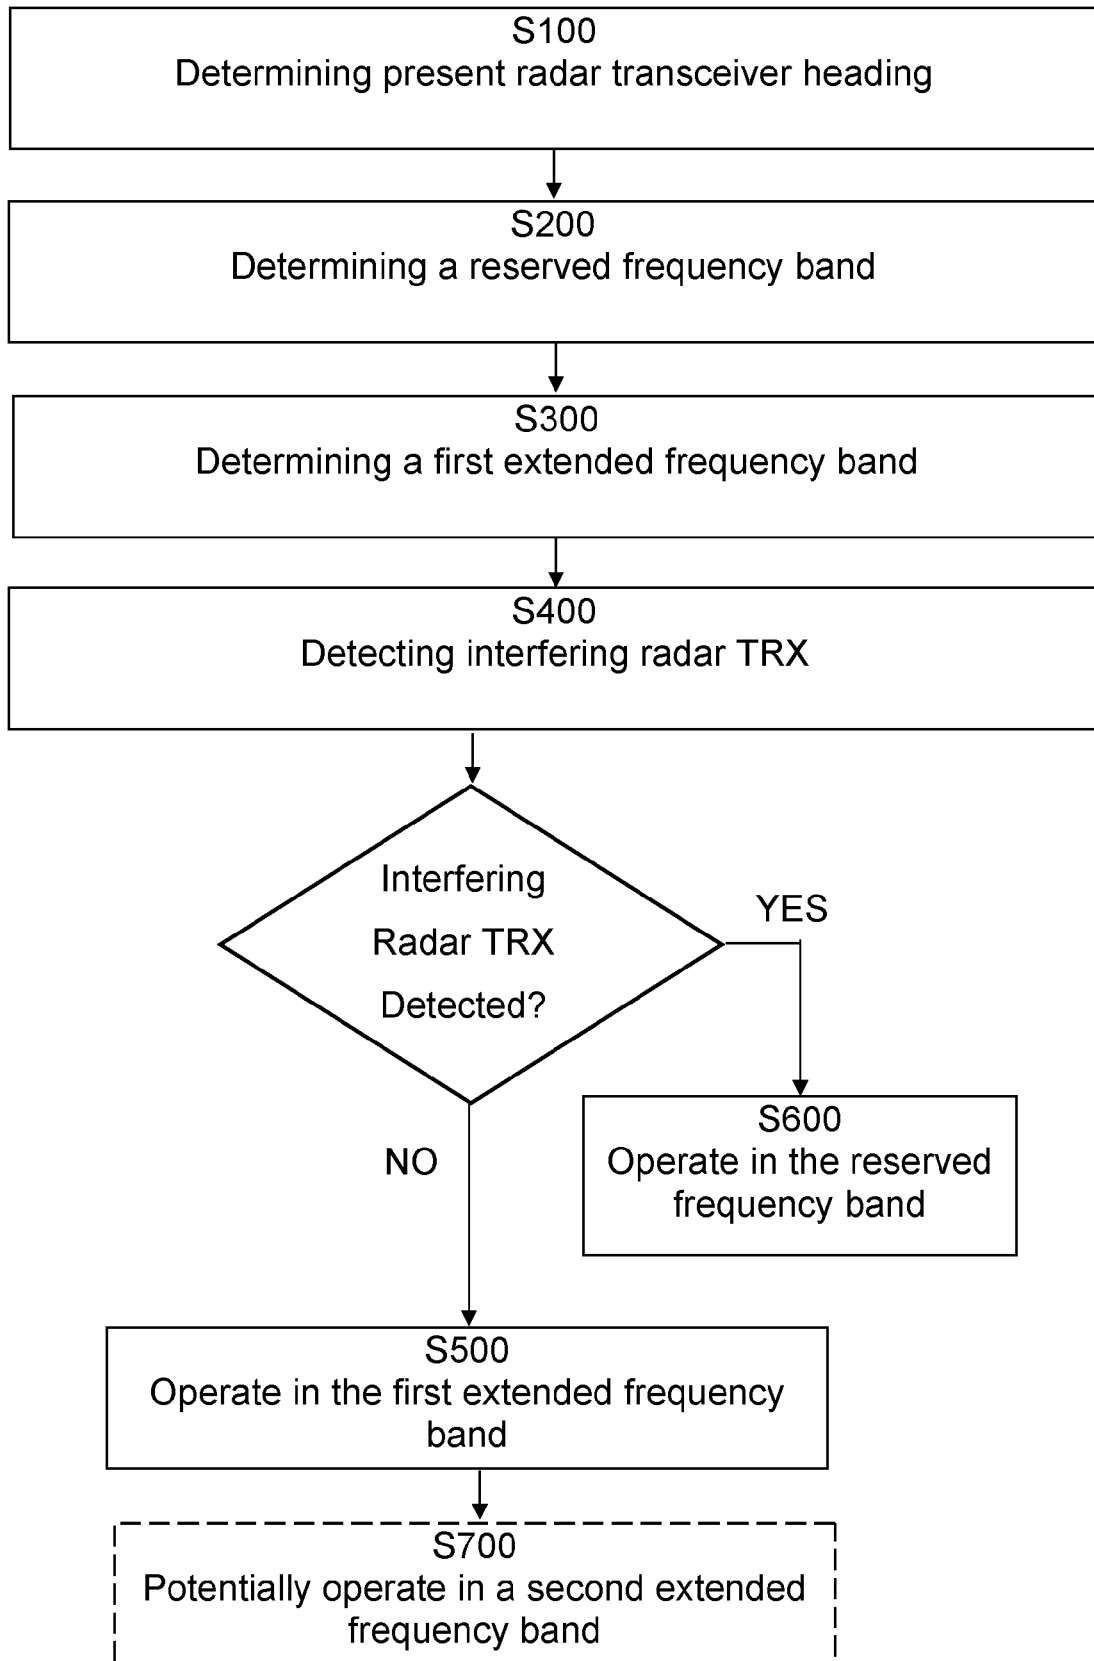 S100
Determining present radar transceiver heading
S200
Determining a reserved frequency band
S300
Determining a first extended frequency band
S400
Detecting interfering radar TRX
Interfering
Radar TRX
Detected?
YES
S600
Operate in the reserved
frequency band
NO
S500
Operate in the first extended frequency
band
S700
Potentially operate in a second extended
frequency band